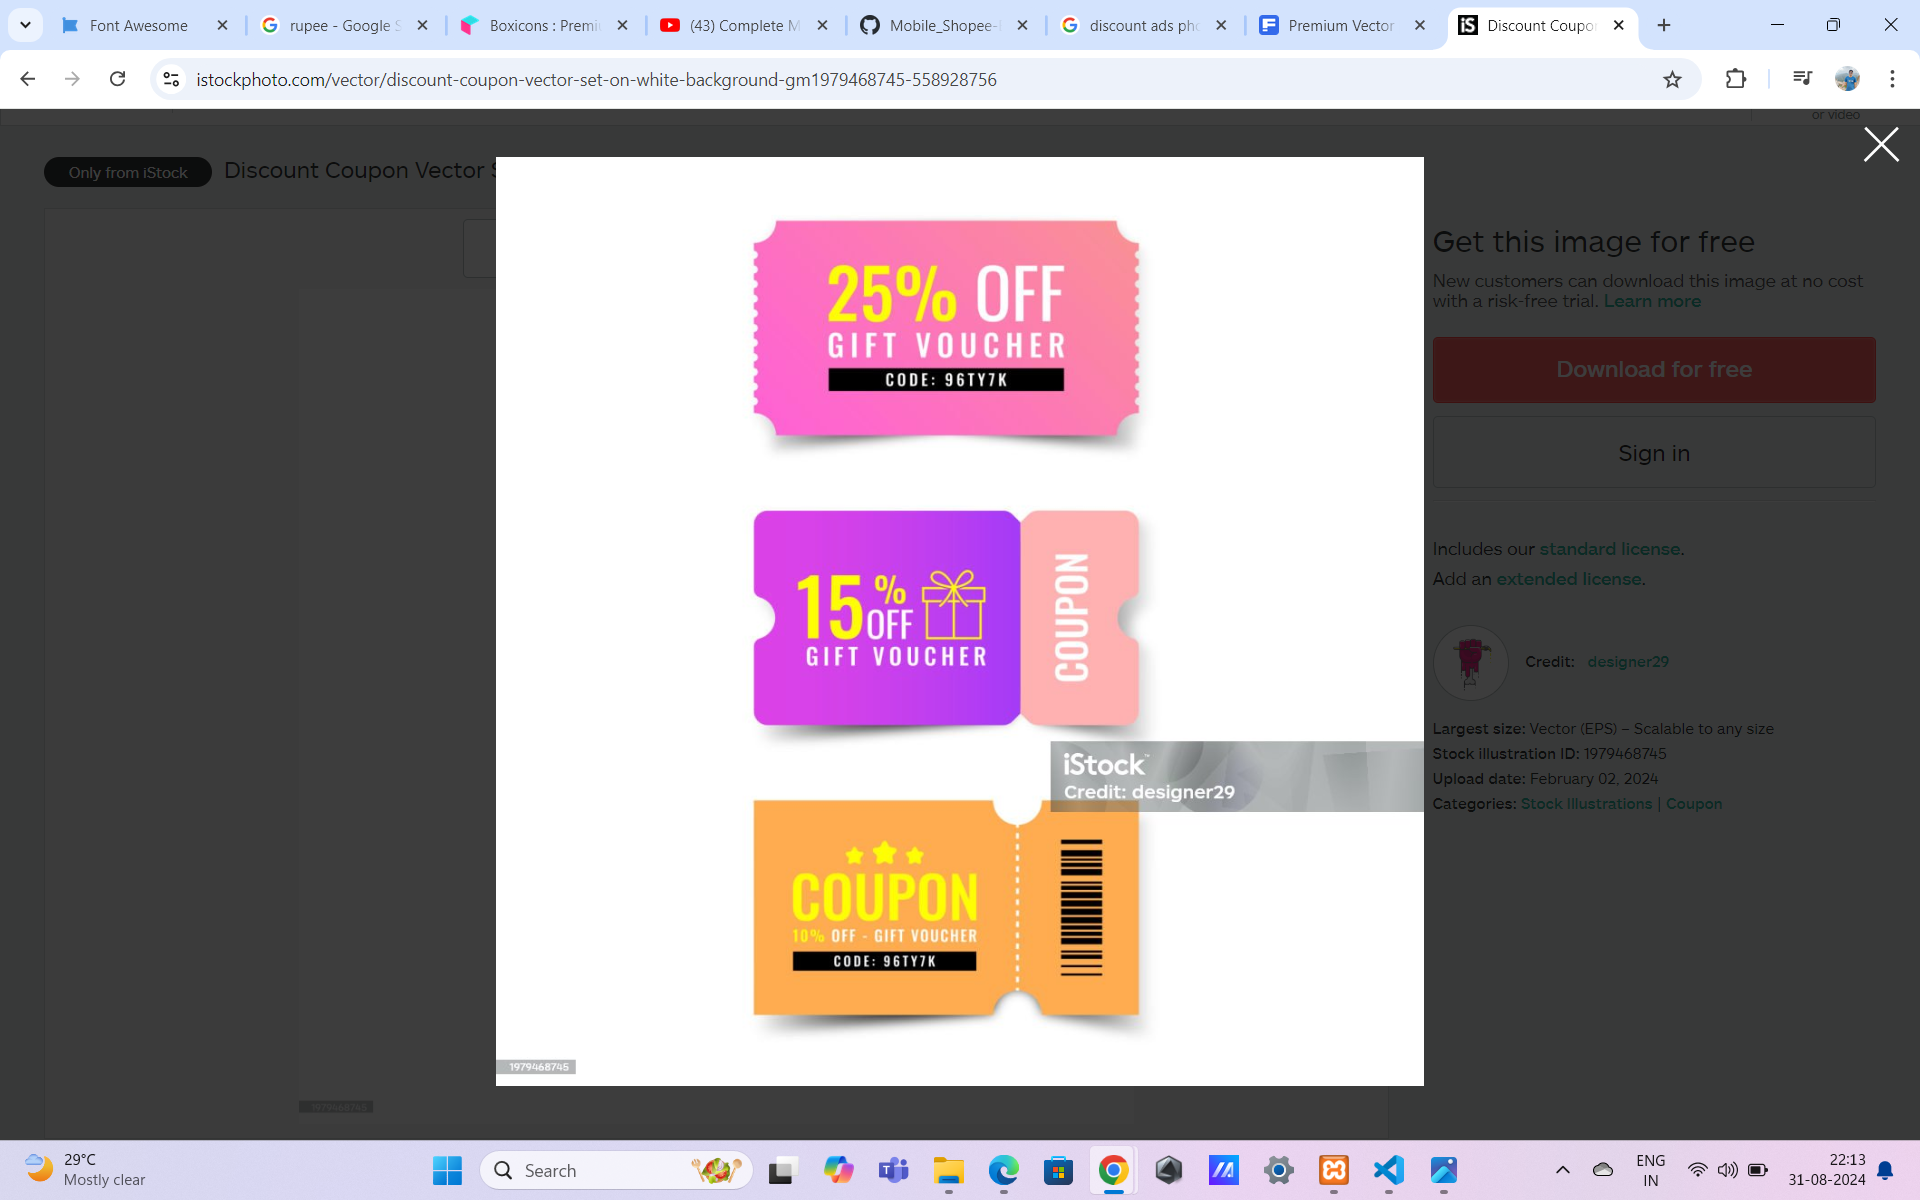 Font Awesome
rupee - Google S
Boxicons : Premi
(43) Complete M
Mobile_Shopee-
discount ads pho
Premium Vector
Discount Coupon
istockphoto.com/vector/discount-coupon-vector-set-on-white-background-gm1979468745-558928756
or video
Only from iStock
Discount Coupon Vector S
25% OFF
GIFT VOUCHER
CODE: 96TY7K
15% OFF
GIFT VOUCHER
COUPON
iStock™
Credit: designer29
COUPON
10% OFF - GIFT VOUCHER
CODE: 96TY7K
1979468745
1979468745
Get this image for free
New customers can download this image at no cost
with a risk-free trial. Learn more
Download for free
Sign in
Includes our standard license.
Add an extended license.
Credit: designer29
Largest size: Vector (EPS) – Scalable to any size
Stock illustration ID: 1979468745
Upload date: February 02, 2024
Categories: Stock Illustrations | Coupon
29°C
Mostly clear
Search
ENG
IN
22:13
31-08-2024